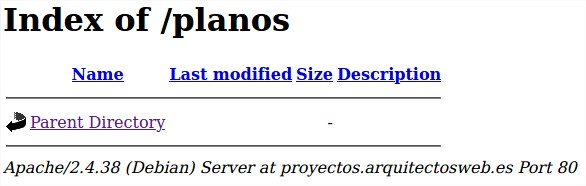 Index of /planos
Name Last modified Size Description
Parent Directory -
Apache/2.4.38 (Debian) Server at proyectos.arquitectosweb.es Port 80